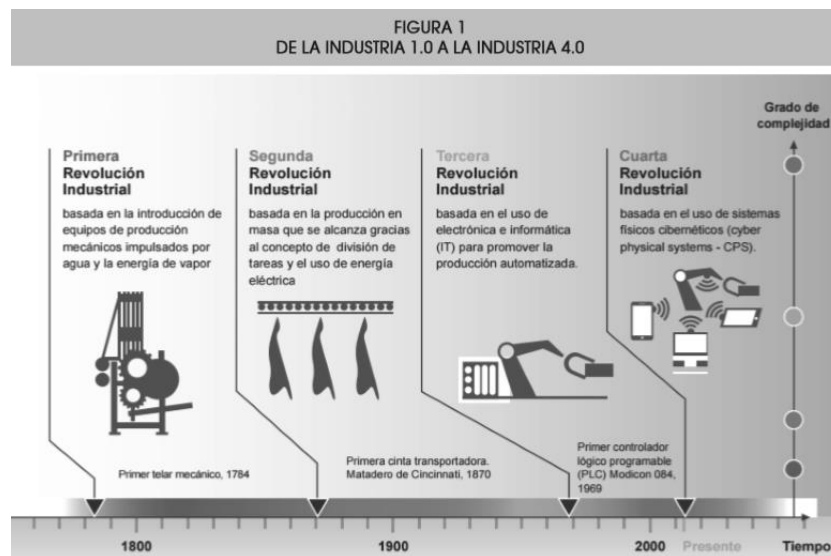 FIGURA 1
DE LA INDUSTRIA 1.0 A LA INDUSTRIA 4.0
Grado de
complejidad
Primera
Revolución
Industrial
basada en la introducción de
equipos de producción
mecánicos impulsados por
agua y la energía de vapor
Segunda
Revolución
Industrial
basada en la producción en
masa que se alcanza gracias
al concepto de división de
tareas y el uso de energía
eléctrica
Tercera
Revolución
Industrial
basada en el uso de
electrónica e informática
(IT) para promover la
producción automatizada.
Cuarta
Revolución
Industrial
basada en el uso de sistemas
físicos cibernéticos (cyber
physical systems - CPS).
Primer telar mecánico, 1784
Primera cinta transportadora.
Matadero de Cincinnati, 1870
Primer controlador
lógico programable
(PLC) Modicon 084,
1969
1800
1900
2000
Presente
Tiempo